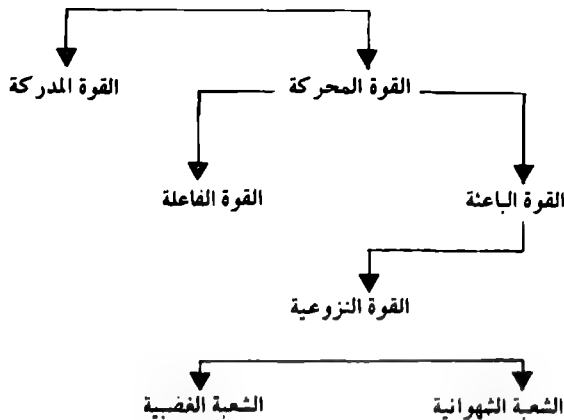 القوة المحركة القوة المدركة
القوة الباعثة القوة الفاعلة
القوة النزوعية
الشعبة الشهوانية الشعبة الغضبية